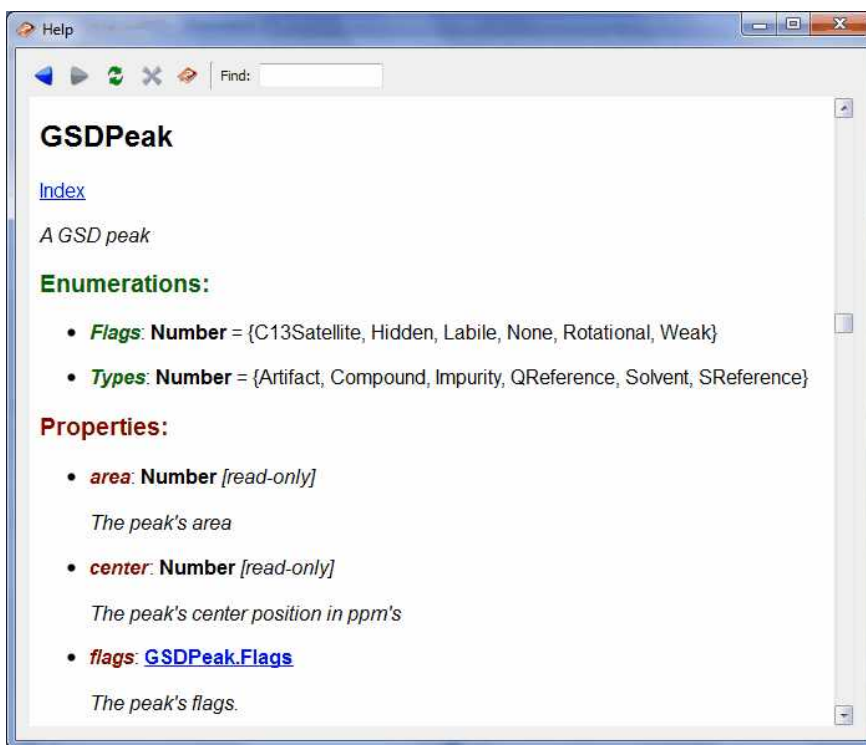 Help
Find:
GSDPeak
Index
A GSD peak
Enumerations:
• Flags: Number = {C13Satellite, Hidden, Labile, None, Rotational, Weak}
• Types: Number = {Artifact, Compound, Impurity, QReference, Solvent, SReference}
Properties:
• area: Number [read-only]
The peak's area
• center: Number [read-only]
The peak's center position in ppm's
• flags: GSDPeak.Flags
The peak's flags.